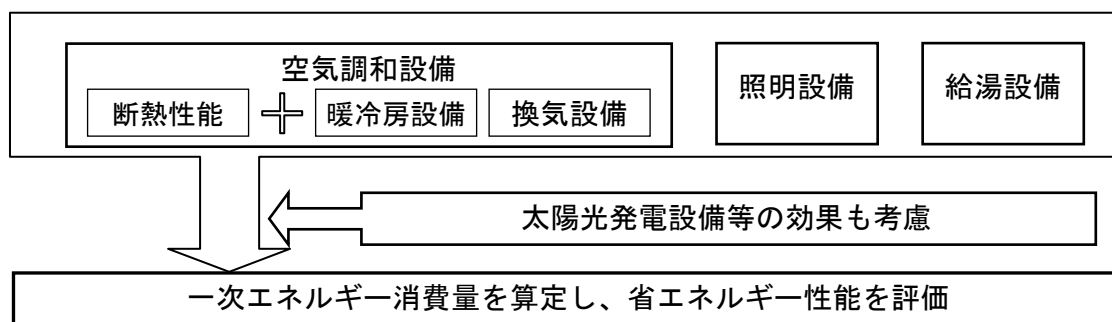 空気調和設備
断熱性能
暖冷房設備
換気設備
照明設備
給湯設備
太陽光発電設備等の効果も考慮
一次エネルギー消費量を算定し、省エネルギー性能を評価